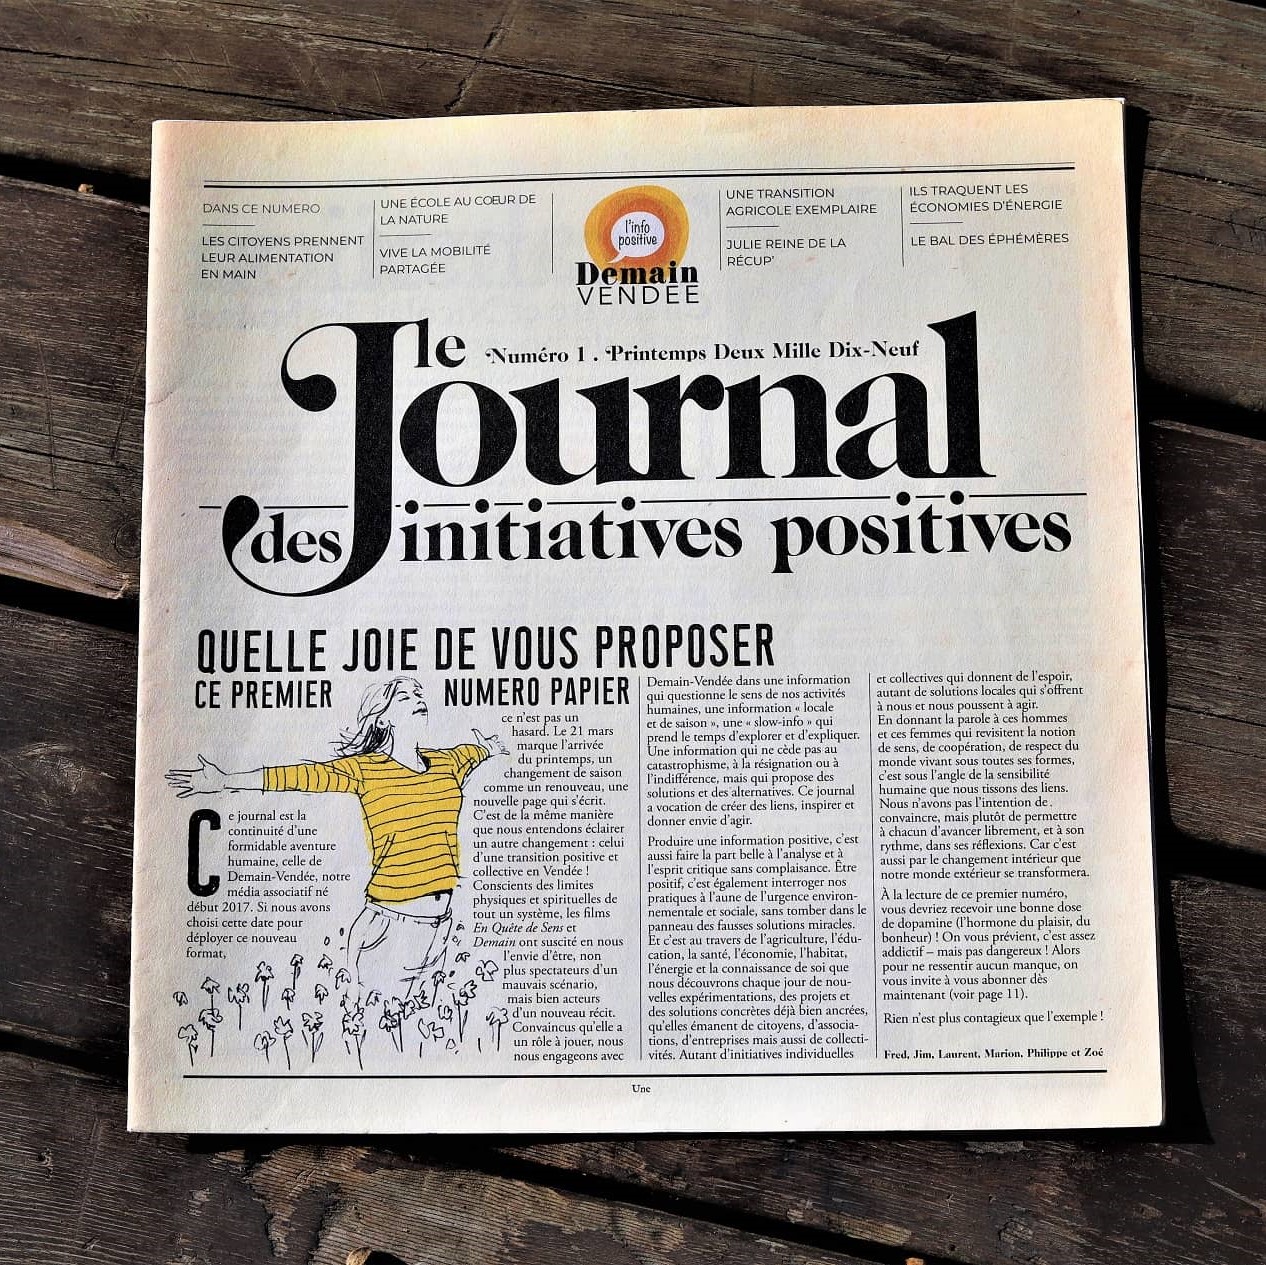 DANS CE NUMERO
LES CITOYENS PRENNENT
LEUR ALIMENTATION
EN MAIN
UNE ÉCOLE AU CŒUR DE
LA NATURE
VIVE LA MOBILITÉ
PARTAGÉE
l'info
positive
Demain
VENDÉE
UNE TRANSITION
AGRICOLE EXEMPLAIRE
JULIE REINE DE LA
RÉCUP'
ILS TRAQUENT LES
ÉCONOMIES D'ÉNERGIE
LE BAL DES ÉPHÉMÈRES
le
Numéro 1 . Printemps Deux Mille Dix-Neuf
Journal
des initiatives positives
QUELLE JOIE DE VOUS PROPOSER
CE PREMIER NUMERO PAPIER
Ce journal est la
continuité d'une
formidable aventure
humaine, celle de
Demain-Vendée, notre
média associatif né
début 2017. Si nous avons
choisi cette date pour
déployer ce nouveau
format,
ce n'est pas un
hasard. Le 21 mars
marque l'arrivée
du printemps, un
changement de saison
comme un renouveau, une
nouvelle page qui s'écrit.
C'est de la même manière
que nous entendons éclairer
un autre changement : celui
d'une transition positive et
collective en Vendée !
Conscients des limites
physiques et spirituelles de
tout un système, les films
En Quête de Sens et
Demain ont suscité en nous
l'envie d'être, non
plus spectateurs d'un
mauvais scénario,
mais bien acteurs
d'un nouveau récit.
Convaincus qu'elle a
un rôle à jouer, nous
nous engageons avec
Demain-Vendée dans une information
qui questionne le sens de nos activités
humaines, une information « locale
et de saison », une « slow-info » qui
prend le temps d'explorer et d'expliquer.
Une information qui ne cède pas au
catastrophisme, à la résignation ou à
l'indifférence, mais qui propose des
solutions et des alternatives. Ce journal
a vocation de créer des liens, inspirer et
donner envie d'agir.
Produire une information positive, c'est
aussi faire la part belle à l'analyse et à
l'esprit critique sans complaisance. Être
positif, c'est également interroger nos
pratiques à l'aune de l'urgence environ-
nementale et sociale, sans tomber dans le
panneau des fausses solutions miracles.
Et c'est au travers de l'agriculture, l'édu-
cation, la santé, l'économie, l'habitat,
l'énergie et la connaissance de soi que
nous découvrons chaque jour de nou-
velles expérimentations, des projets et
des solutions concrètes déjà bien ancrées,
qu'elles émanent de citoyens, d'associa-
tions, d'entreprises mais aussi de collecti-
vités. Autant d'initiatives individuelles
et collectives qui donnent de l'espoir,
autant de solutions locales qui s'offrent
à nous et nous poussent à agir.
En donnant la parole à ces hommes
et ces femmes qui revisitent la notion
de sens, de coopération, de respect du
monde vivant sous toutes ses formes,
c'est sous l'angle de la sensibilité
humaine que nous tissons des liens.
Nous n'avons pas l'intention de
convaincre, mais plutôt de permettre
à chacun d'avancer librement, et à son
rythme, dans ses réflexions. Car c'est
aussi par le changement intérieur que
notre monde extérieur se transformera.
À la lecture de ce premier numéro,
vous devriez recevoir une bonne dose
de dopamine (l'hormone du plaisir, du
bonheur) ! On vous prévient, c'est assez
addictif – mais pas dangereux ! Alors
pour ne ressentir aucun manque, on
vous invite à vous abonner dès
maintenant (voir page 11).
Rien n'est plus contagieux que l'exemple !
Fred, Jim, Laurent, Marion, Philippe et Zoé
Une